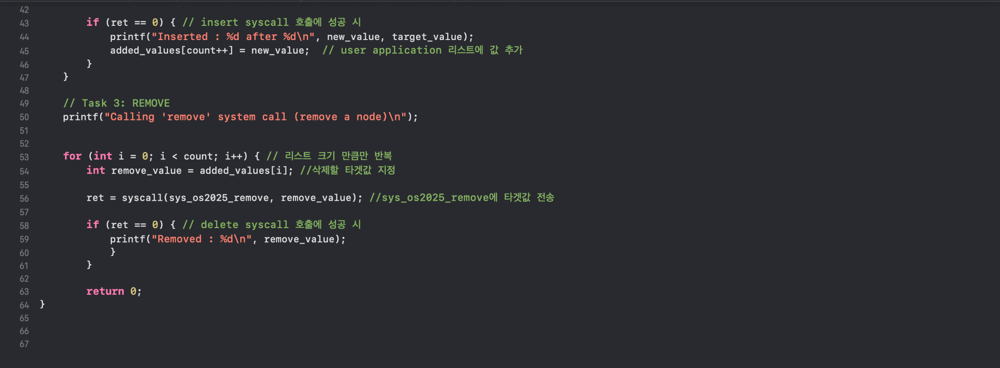 42
43 if (ret == 0) { // insert syscall 호출에 성공 시
44 printf("Inserted : %d after %d\n", new_value, target_value);
45 added_values[count++] = new_value; // user application 리스트에 값 추가
46 }
47 }
48
49 // Task 3: REMOVE
50 printf("Calling 'remove' system call (remove a node)\n");
51
52
53 for (int i = 0; i < count; i++) { // 리스트 크기 만큼만 반복
54 int remove_value = added_values[i]; //삭제할 타겟값 지정
55
56 ret = syscall(sys_os2025_remove, remove_value); //sys_os2025_remove에 타겟값 전송
57
58 if (ret == 0) { // delete syscall 호출에 성공 시
59 printf("Removed : %d\n", remove_value);
60 }
61 }
62
63 return 0;
64 }
65
66
67